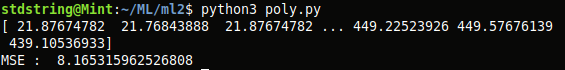 stdstring@Mint:~/ML/ml2$ python3 poly.py
[ 21.87674782  21.76843888  21.87674782 ... 449.22523926 449.57676139
 439.10536933]
MSE :  8.165315962526808